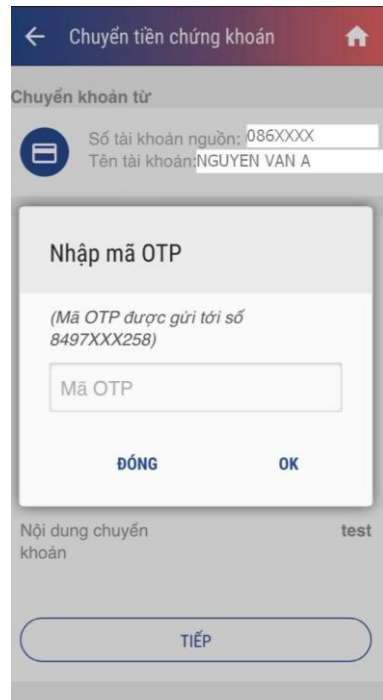 Chuyển tiền chứng khoán
Chuyển khoản từ
Số tài khoản nguồn: 086XXXX
Tên tài khoản:NGUYEN VAN A
Nhập mã OTP
(Mã OTP được gửi tới số
8497XXX258)
Mã OTP
ĐÓNG OK
Nội dung chuyển test
khoản
TIẾP